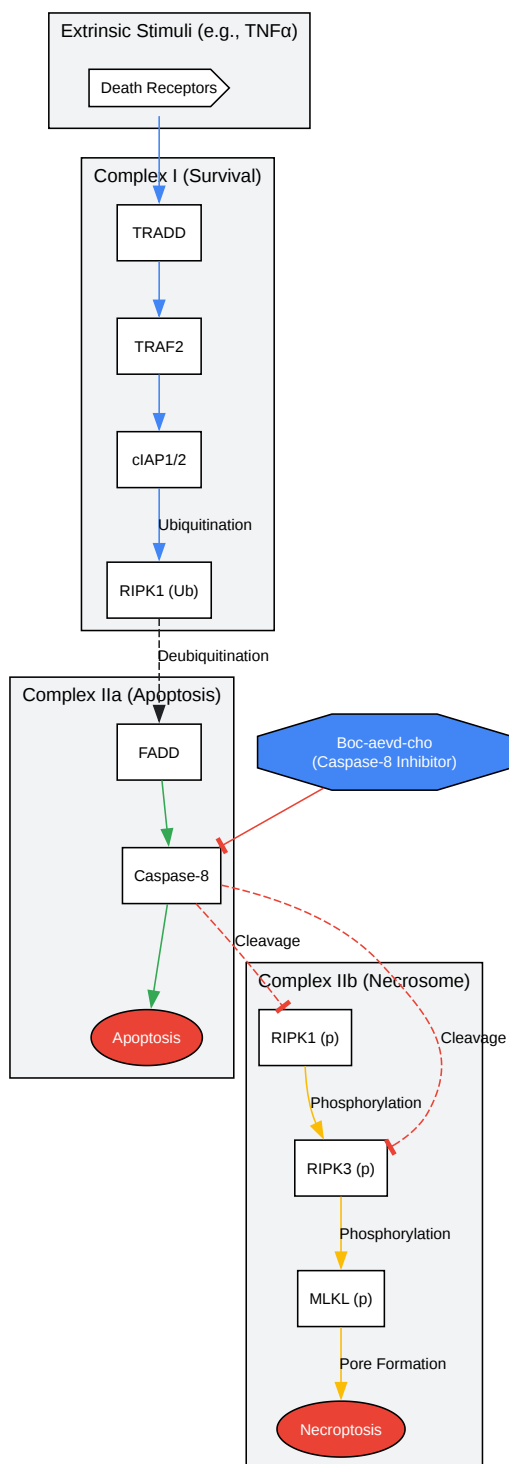 Extrinsic Stimuli (e.g., TNFα)
Death Receptors
Complex I (Survival)
TRADD
TRAF2
cIAP1/2
Ubiquitination
RIPK1 (Ub)
Deubiquitination
Complex IIa (Apoptosis)
FADD
Boc-aevd-cho
(Caspase-8 Inhibitor)
Caspase-8
Cleavage
Complex IIb (Necrosome)
Apoptosis
RIPK1 (p)
Cleavage
Phosphorylation
RIPK3 (p)
Phosphorylation
MLKL (p)
Pore Formation
Necroptosis